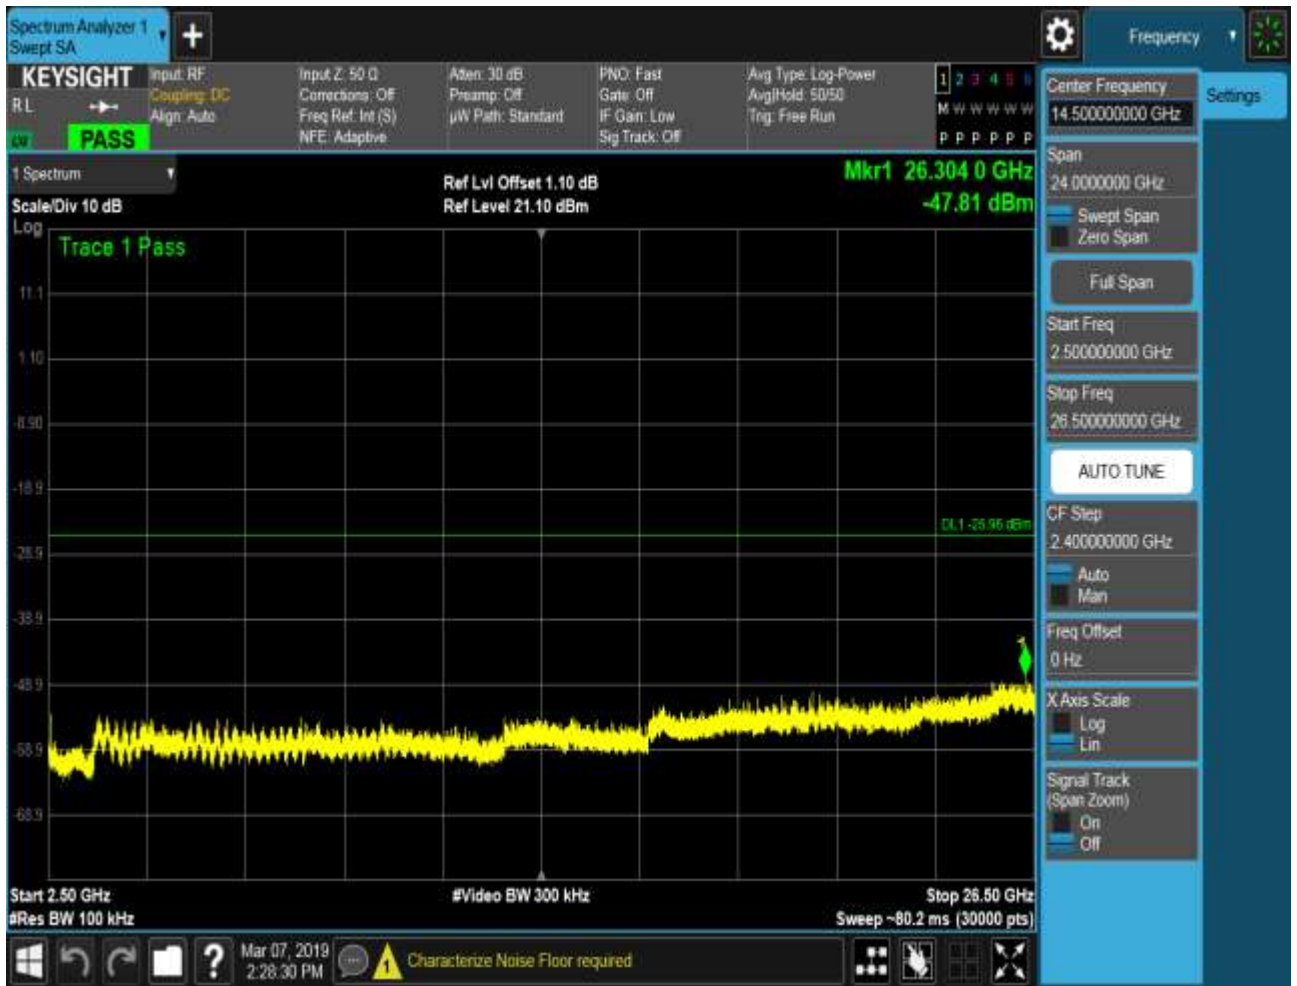 Spectrum Analyzer 1
Swept SA
+
Frequency
KEYSIGHT
R L
PASS
Input: RF
Coupling: DC
Align: Auto
Input Z: 50 Ω
Corrections: Off
Freq Ref: Int (S)
NFE: Adaptive
Atten: 30 dB
Preamp: Off
µW Path: Standard
PNO: Fast
Gate: Off
IF Gain: Low
Sig Track: Off
Avg Type: Log-Power
Avg|Hold: 50/50
Trig: Free Run
1 2 3 4 5 6
M W W W W W
P P P P P P
1 Spectrum
Scale/Div 10 dB
Log
Ref Lvl Offset 1.10 dB
Ref Level 21.10 dBm
Mkr1 26.304 0 GHz
-47.81 dBm
Trace 1 Pass
11.1
1.10
-8.90
-18.9
DL1 -25.96 dBm
-28.9
-38.9
-48.9
-58.9
-68.9
Start 2.50 GHz
#Res BW 100 kHz
#Video BW 300 kHz
Stop 26.50 GHz
Sweep ~80.2 ms (30000 pts)
?
Mar 07, 2019
2:28:30 PM
Characterize Noise Floor required
Center Frequency
14.500000000 GHz
Settings
Span
24.0000000 GHz
Swept Span
Zero Span
Full Span
Start Freq
2.500000000 GHz
Stop Freq
26.500000000 GHz
AUTO TUNE
CF Step
2.400000000 GHz
Auto
Man
Freq Offset
0 Hz
X Axis Scale
Log
Lin
Signal Track
(Span Zoom)
On
Off